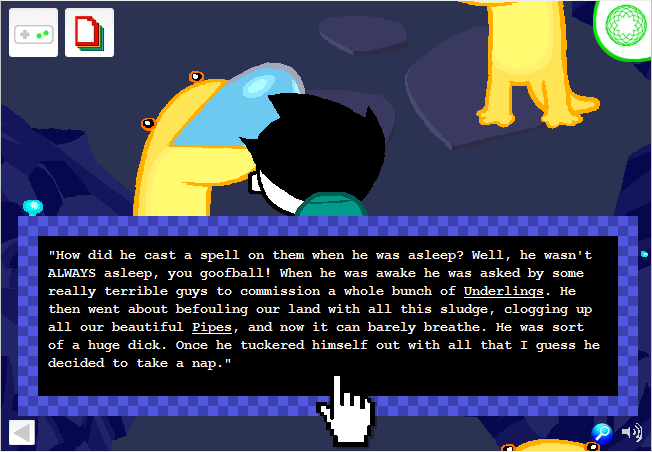 "How did he cast a spell on them when he was asleep? Well, he wasn't
ALWAYS asleep, you goofball! When he was awake he was asked by some
really terrible guys to commission a whole bunch of Underlings. He
then went about befouling our land with all this sludge, clogging up
all our beautiful Pipes, and now it can barely breathe. He was sort
of a huge dick. Once he tuckered himself out with all that I guess he
decided to take a nap."